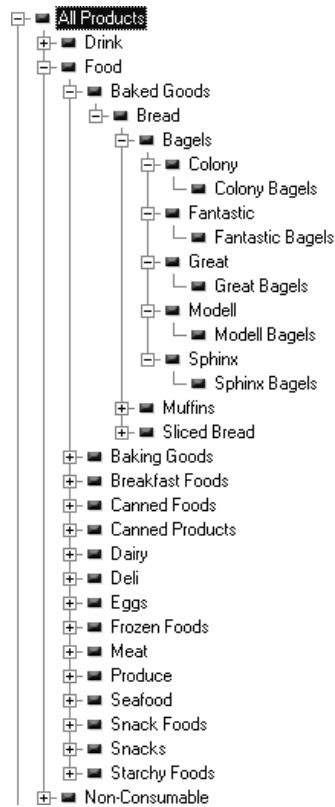 All Products
Drink
Food
Baked Goods
Bread
Bagels
Colony
Colony Bagels
Fantastic
Fantastic Bagels
Great
Great Bagels
Modell
Modell Bagels
Sphinx
Sphinx Bagels
Muffins
Sliced Bread
Baking Goods
Breakfast Foods
Canned Foods
Canned Products
Dairy
Deli
Eggs
Frozen Foods
Meat
Produce
Seafood
Snack Foods
Snacks
Starchy Foods
Non-Consumable